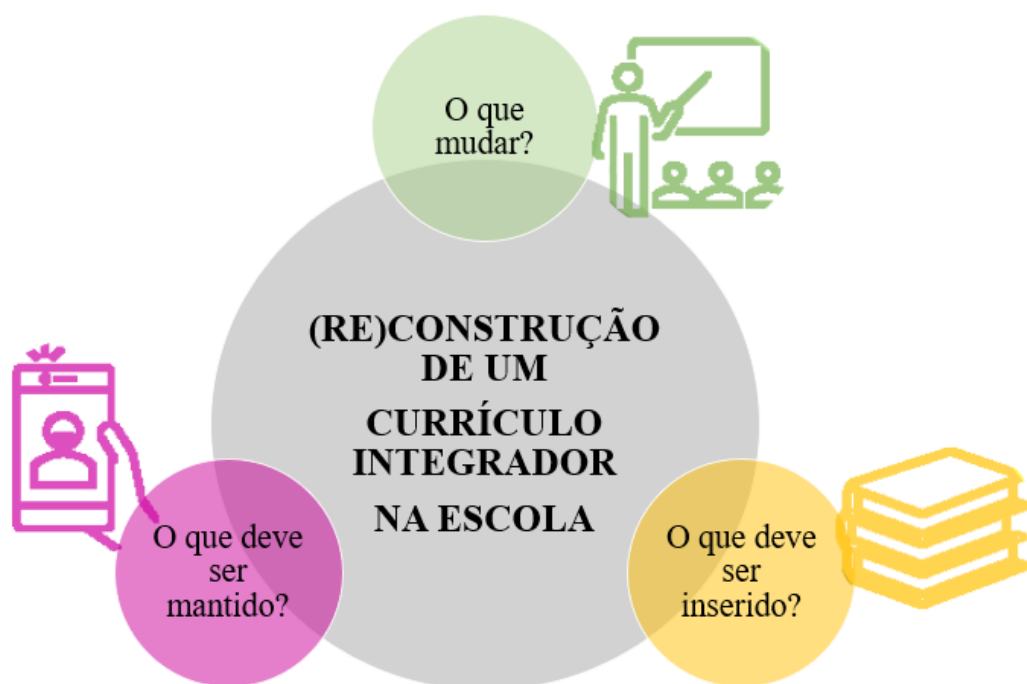 O que
mudar?
(RE)CONSTRUÇÃO
DE UM
CURRÍCULO
INTEGRADOR
NA ESCOLA
O que deve
ser
mantido?
O que deve
ser
inserido?